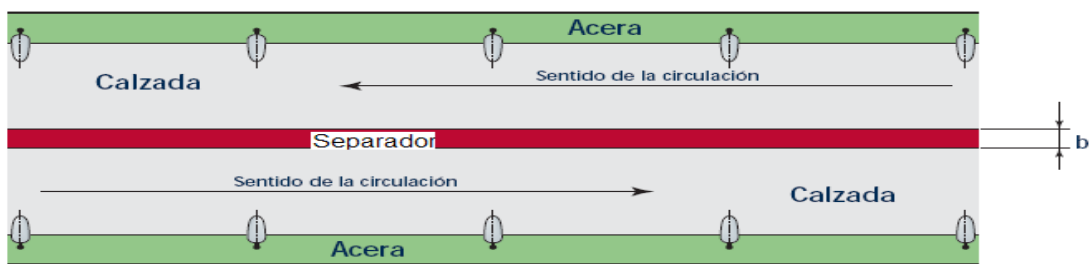 Acera
Sentido de la circulación
Calzada
Separador
b
Sentido de la circulación
Calzada
Acera